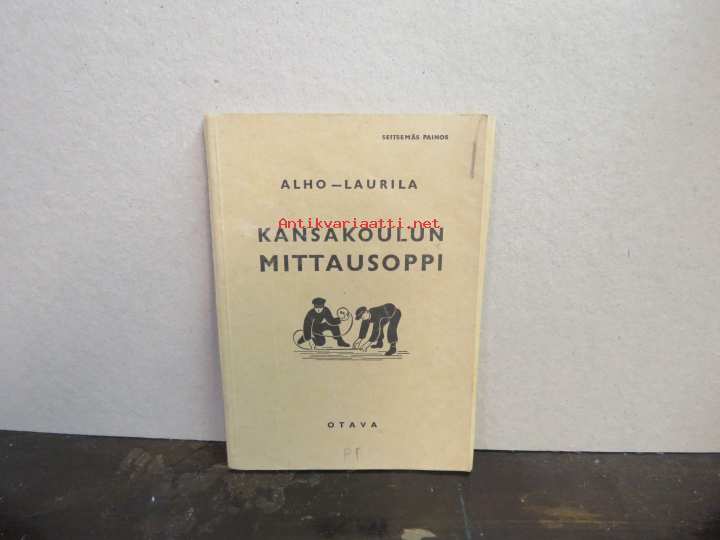 SEITSEMÄS PAINOS
ALHO—LAURILA
Antikvariaatti.net
KANSAKOULUN
MITTAUSOPPI
OTAVA